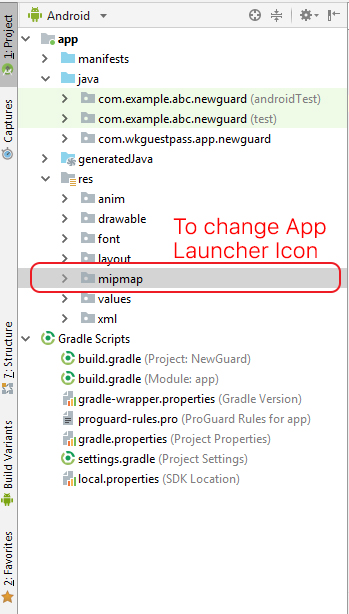 Android
1: Project
Captures
7: Structure
Build Variants
2: Favorites
app
manifests
java
com.example.abc.newguard (androidTest)
com.example.abc.newguard (test)
com.wkguestpass.app.newguard
generatedJava
res
anim
drawable
font
layout
mipmap
values
xml
To change App
Launcher Icon
Gradle Scripts
build.gradle (Project: NewGuard)
build.gradle (Module: app)
gradle-wrapper.properties (Gradle Version)
proguard-rules.pro (ProGuard Rules for app)
gradle.properties (Project Properties)
settings.gradle (Project Settings)
local.properties (SDK Location)